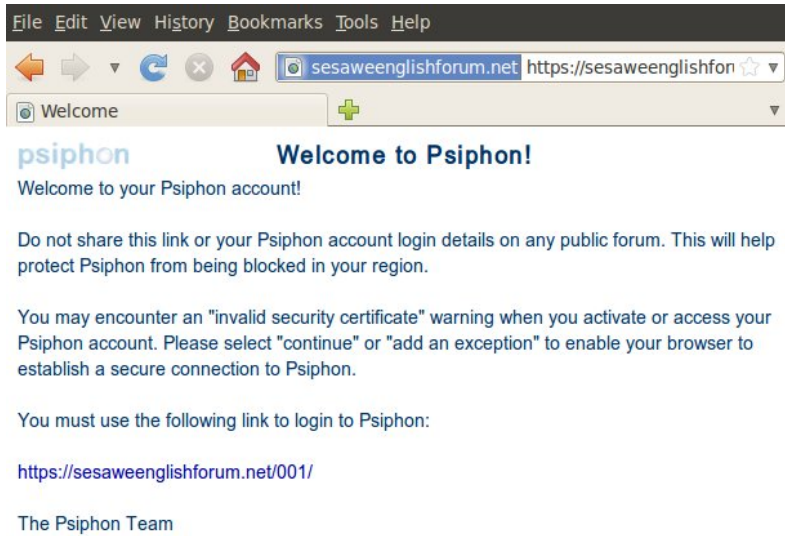 File Edit View History Bookmarks Tools Help
sesaweenglishforum.net https://sesaweenglishfor
Welcome
psiphon Welcome to Psiphon!
Welcome to your Psiphon account!
Do not share this link or your Psiphon account login details on any public forum. This will help
protect Psiphon from being blocked in your region.
You may encounter an "invalid security certificate" warning when you activate or access your
Psiphon account. Please select "continue" or "add an exception" to enable your browser to
establish a secure connection to Psiphon.
You must use the following link to login to Psiphon:
https://sesaweenglishforum.net/001/
The Psiphon Team